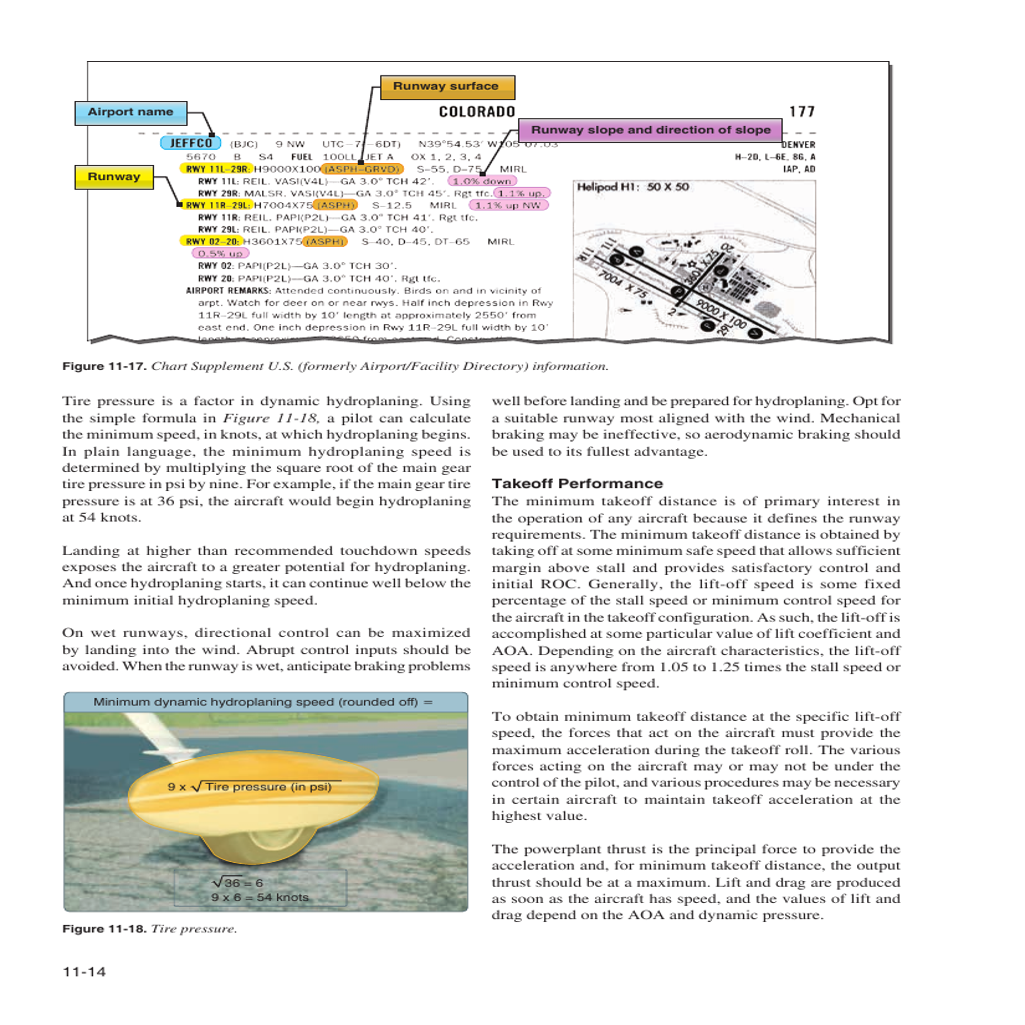 Runway surface
Airport name
COLORADO
177
Runway slope and direction of slope
JEFFCO (BJC) 9 NW UTC–7(–6DT) N39°54.53' W105°07.03'
DENVER
5670 B S4 FUEL 100LL, JET A OX 1, 2, 3, 4
H–2D, L–6E, 8G, A
Runway
RWY 11L–29R: H9000X100 (ASPH–GRVD) S–55, D–75 MIRL
IAP, AD
RWY 11L: REIL. VASI(V4L)—GA 3.0° TCH 42'. 1.0% down
RWY 29R: MALSR. VASI(V4L)—GA 3.0° TCH 45'. Rgt tfc. 1.1% up.
Helipad H1: 50 X 50
RWY 11R–29L: H7004X75 (ASPH) S–12.5 MIRL 1.1% up NW
RWY 11R: REIL. PAPI(P2L)—GA 3.0° TCH 41'. Rgt tfc.
RWY 29L: REIL. PAPI(P2L)—GA 3.0° TCH 40'.
RWY 02–20: H3601X75 (ASPH) S–40, D–45, DT–65 MIRL
0.5% up
RWY 02: PAPI(P2L)—GA 3.0° TCH 30'.
RWY 20: PAPI(P2L)—GA 3.0° TCH 40'. Rgt tfc.
AIRPORT REMARKS: Attended continuously. Birds on and in vicinity of
arpt. Watch for deer on or near rwys. Half inch depression in Rwy
11R–29L full width by 10' length at approximately 2550' from
east end. One inch depression in Rwy 11R–29L full width by 10'
11L
11R
20
7004 X 75
9000 X 100
2
29L
Figure 11-17. Chart Supplement U.S. (formerly Airport/Facility Directory) information.
Tire pressure is a factor in dynamic hydroplaning. Using
the simple formula in Figure 11-18, a pilot can calculate
the minimum speed, in knots, at which hydroplaning begins.
In plain language, the minimum hydroplaning speed is
determined by multiplying the square root of the main gear
tire pressure in psi by nine. For example, if the main gear tire
pressure is at 36 psi, the aircraft would begin hydroplaning
at 54 knots.
Landing at higher than recommended touchdown speeds
exposes the aircraft to a greater potential for hydroplaning.
And once hydroplaning starts, it can continue well below the
minimum initial hydroplaning speed.
On wet runways, directional control can be maximized
by landing into the wind. Abrupt control inputs should be
avoided. When the runway is wet, anticipate braking problems
Minimum dynamic hydroplaning speed (rounded off) =
9 x √Tire pressure (in psi)
√36 = 6
9 x 6 = 54 knots
Figure 11-18. Tire pressure.
well before landing and be prepared for hydroplaning. Opt for
a suitable runway most aligned with the wind. Mechanical
braking may be ineffective, so aerodynamic braking should
be used to its fullest advantage.
Takeoff Performance
The minimum takeoff distance is of primary interest in
the operation of any aircraft because it defines the runway
requirements. The minimum takeoff distance is obtained by
taking off at some minimum safe speed that allows sufficient
margin above stall and provides satisfactory control and
initial ROC. Generally, the lift-off speed is some fixed
percentage of the stall speed or minimum control speed for
the aircraft in the takeoff configuration. As such, the lift-off is
accomplished at some particular value of lift coefficient and
AOA. Depending on the aircraft characteristics, the lift-off
speed is anywhere from 1.05 to 1.25 times the stall speed or
minimum control speed.
To obtain minimum takeoff distance at the specific lift-off
speed, the forces that act on the aircraft must provide the
maximum acceleration during the takeoff roll. The various
forces acting on the aircraft may or may not be under the
control of the pilot, and various procedures may be necessary
in certain aircraft to maintain takeoff acceleration at the
highest value.
The powerplant thrust is the principal force to provide the
acceleration and, for minimum takeoff distance, the output
thrust should be at a maximum. Lift and drag are produced
as soon as the aircraft has speed, and the values of lift and
drag depend on the AOA and dynamic pressure.
11-14